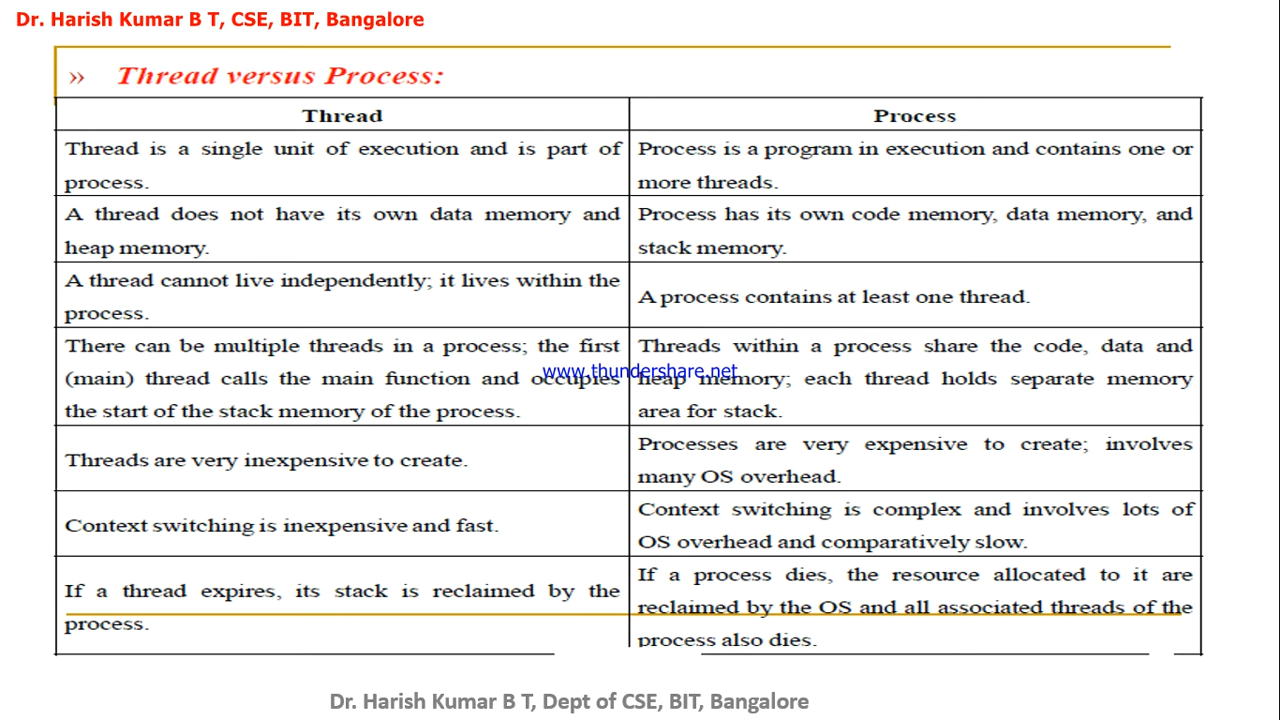 Dr. Harish Kumar B T, CSE, BIT, Bangalore
» Thread versus Process:
Thread
Process
Thread is a single unit of execution and is part of
process.
Process is a program in execution and contains one or
more threads.
A thread does not have its own data memory and
heap memory.
Process has its own code memory, data memory, and
stack memory.
A thread cannot live independently; it lives within the
process.
A process contains at least one thread.
There can be multiple threads in a process; the first
(main) thread calls the main function and occupies
the start of the stack memory of the process.
Threads within a process share the code, data and
heap memory; each thread holds separate memory
area for stack.
www.thundershare.net
Threads are very inexpensive to create.
Processes are very expensive to create; involves
many OS overhead.
Context switching is inexpensive and fast.
Context switching is complex and involves lots of
OS overhead and comparatively slow.
If a thread expires, its stack is reclaimed by the
process.
If a process dies, the resource allocated to it are
reclaimed by the OS and all associated threads of the
process also dies.
Dr. Harish Kumar B T, Dept of CSE, BIT, Bangalore